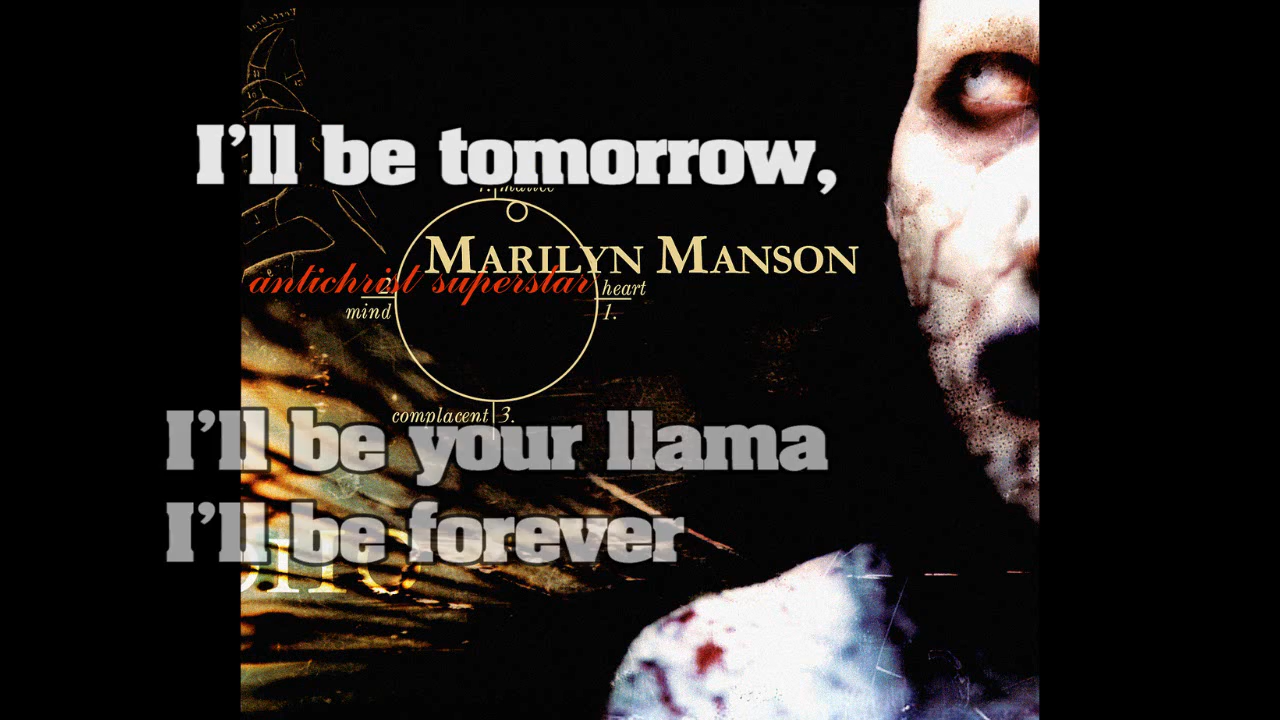 I'll be tomorrow,
MARILYN MANSON
antichrist superstar
2. heart
mind 1.
complacent 3.
I'll be your llama
I'll be forever